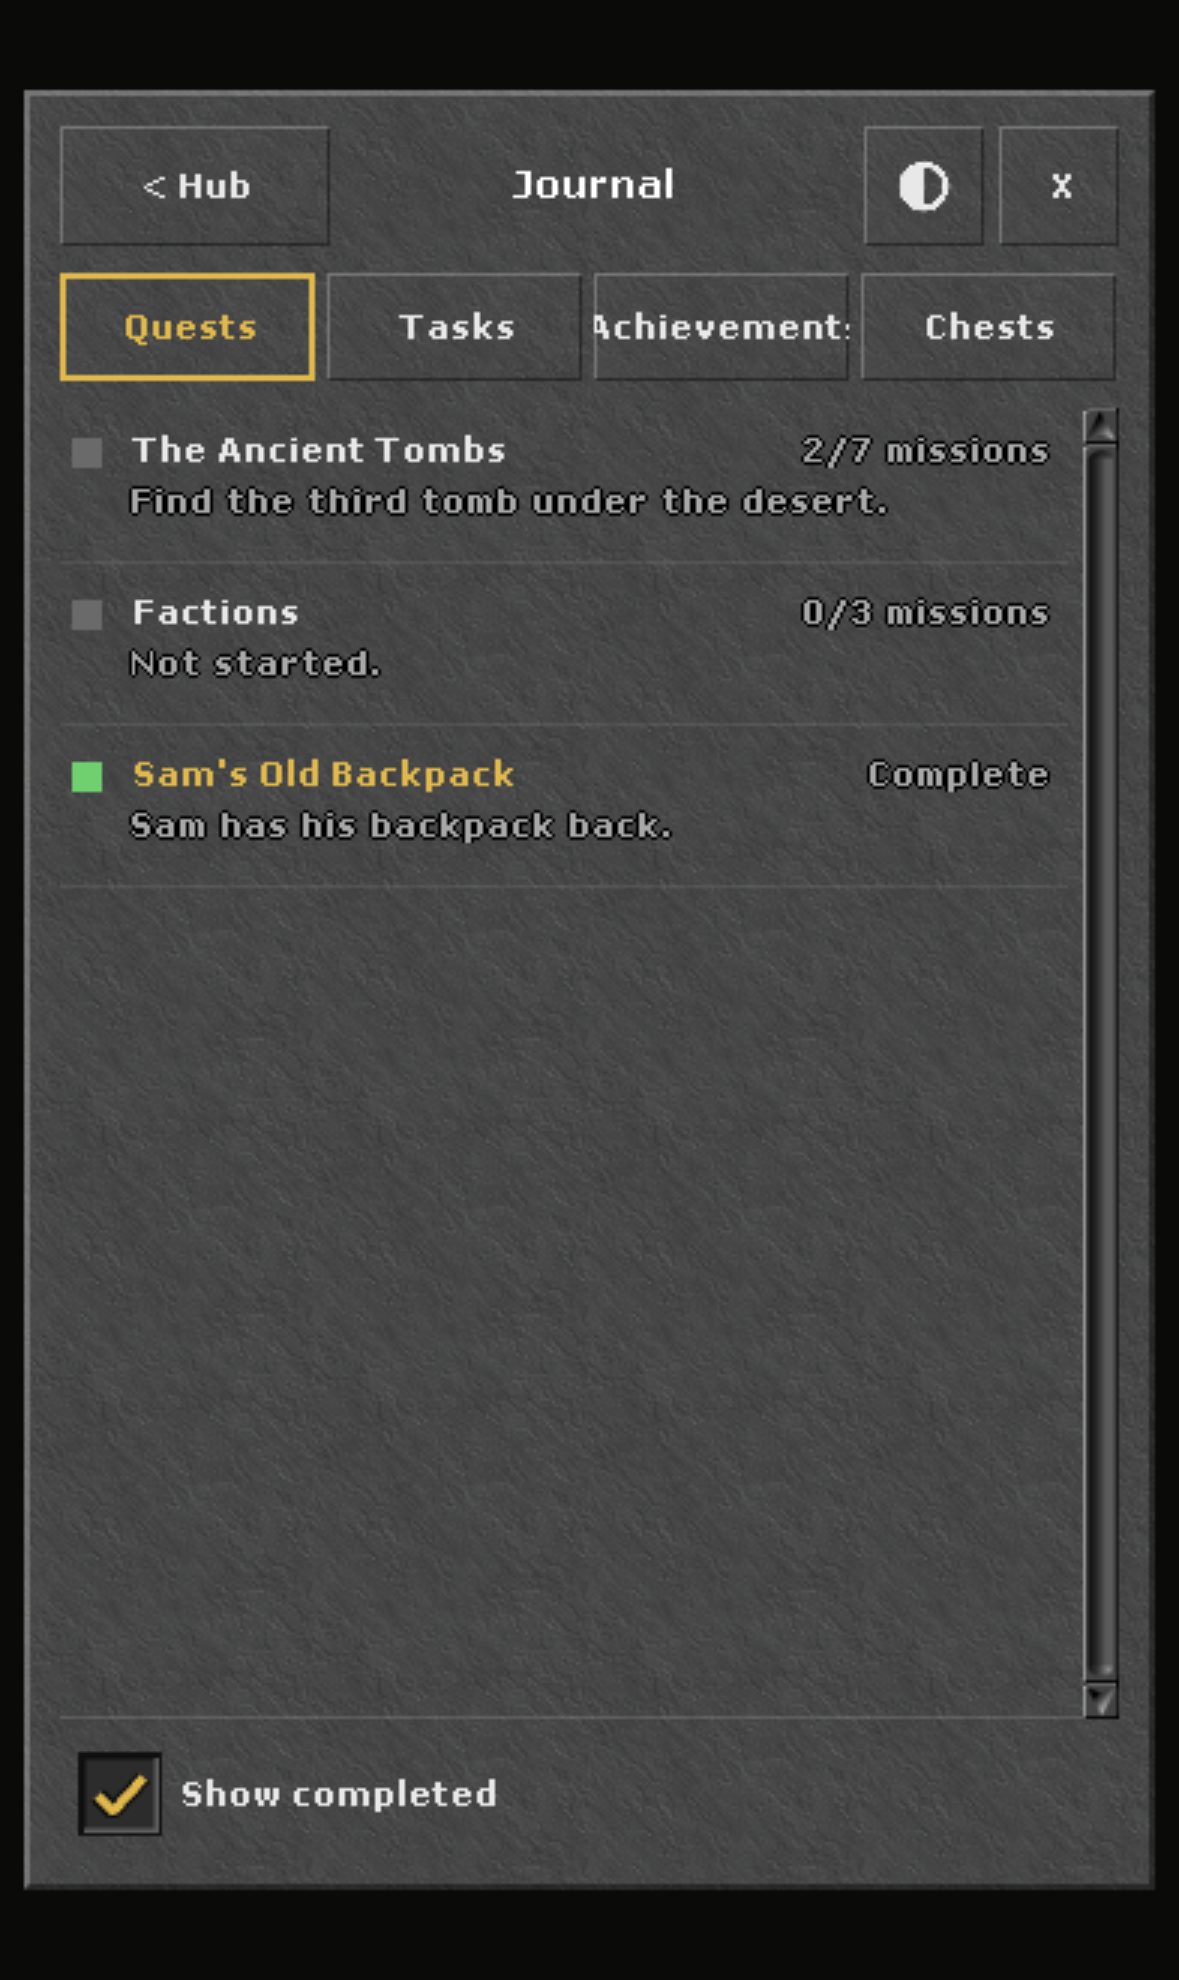 < Hub
Journal
X
Quests
Tasks
Achievements
Chests
The Ancient Tombs
2/7 missions
Find the third tomb under the desert.
Factions
0/3 missions
Not started.
Sam's Old Backpack
Complete
Sam has his backpack back.
Show completed